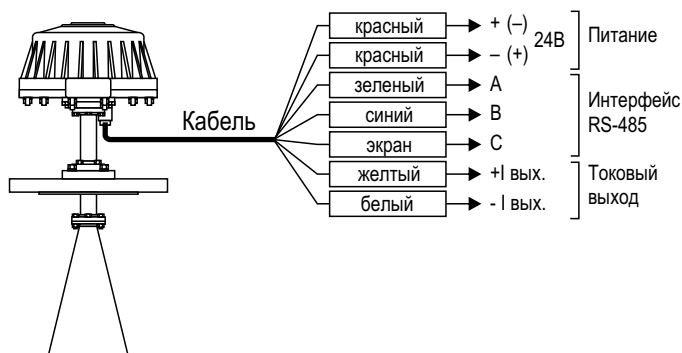 красный + (–)
24В Питание
красный – (+)
зеленый A
Интерфейс
RS-485
синий B
Кабель
экран C
желтый +I вых.
Токовый
выход
белый - I вых.